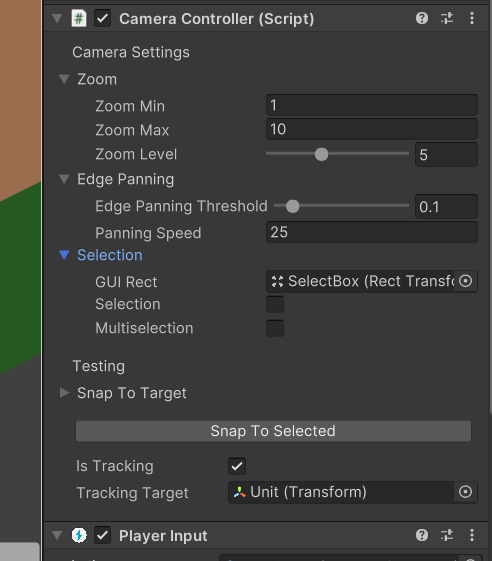 # Camera Controller (Script)
Camera Settings
Zoom
Zoom Min 1
Zoom Max 10
Zoom Level 5
Edge Panning
Edge Panning Threshold 0.1
Panning Speed 25
Selection
GUI Rect SelectBox (Rect Transfo
Selection
Multiselection
Testing
Snap To Target
Snap To Selected
Is Tracking
Tracking Target Unit (Transform)
Player Input